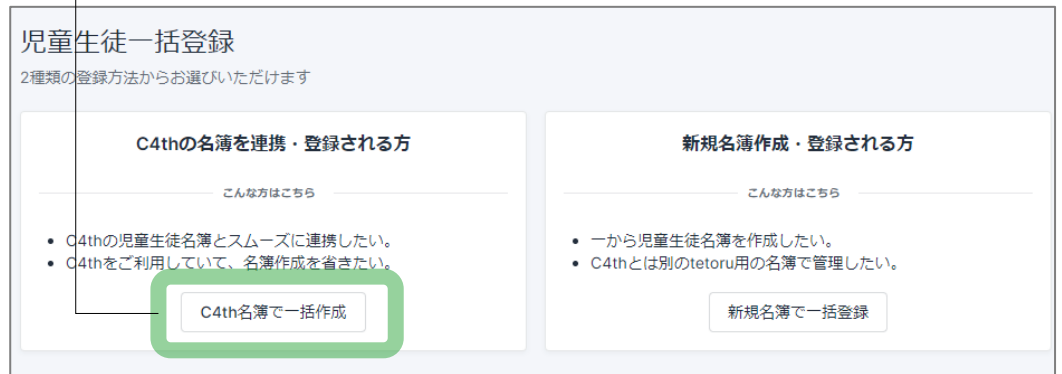 児童生徒一括登録
2種類の登録方法からお選びいただけます
C4thの名簿を連携・登録される方
こんな方はこちら
• C4thの児童生徒名簿とスムーズに連携したい。
• C4thをご利用していて、名簿作成を省きたい。
C4th名簿で一括作成
新規名簿作成・登録される方
こんな方はこちら
• 一から児童生徒名簿を作成したい。
• C4thとは別のtetoru用の名簿で管理したい。
新規名簿で一括登録